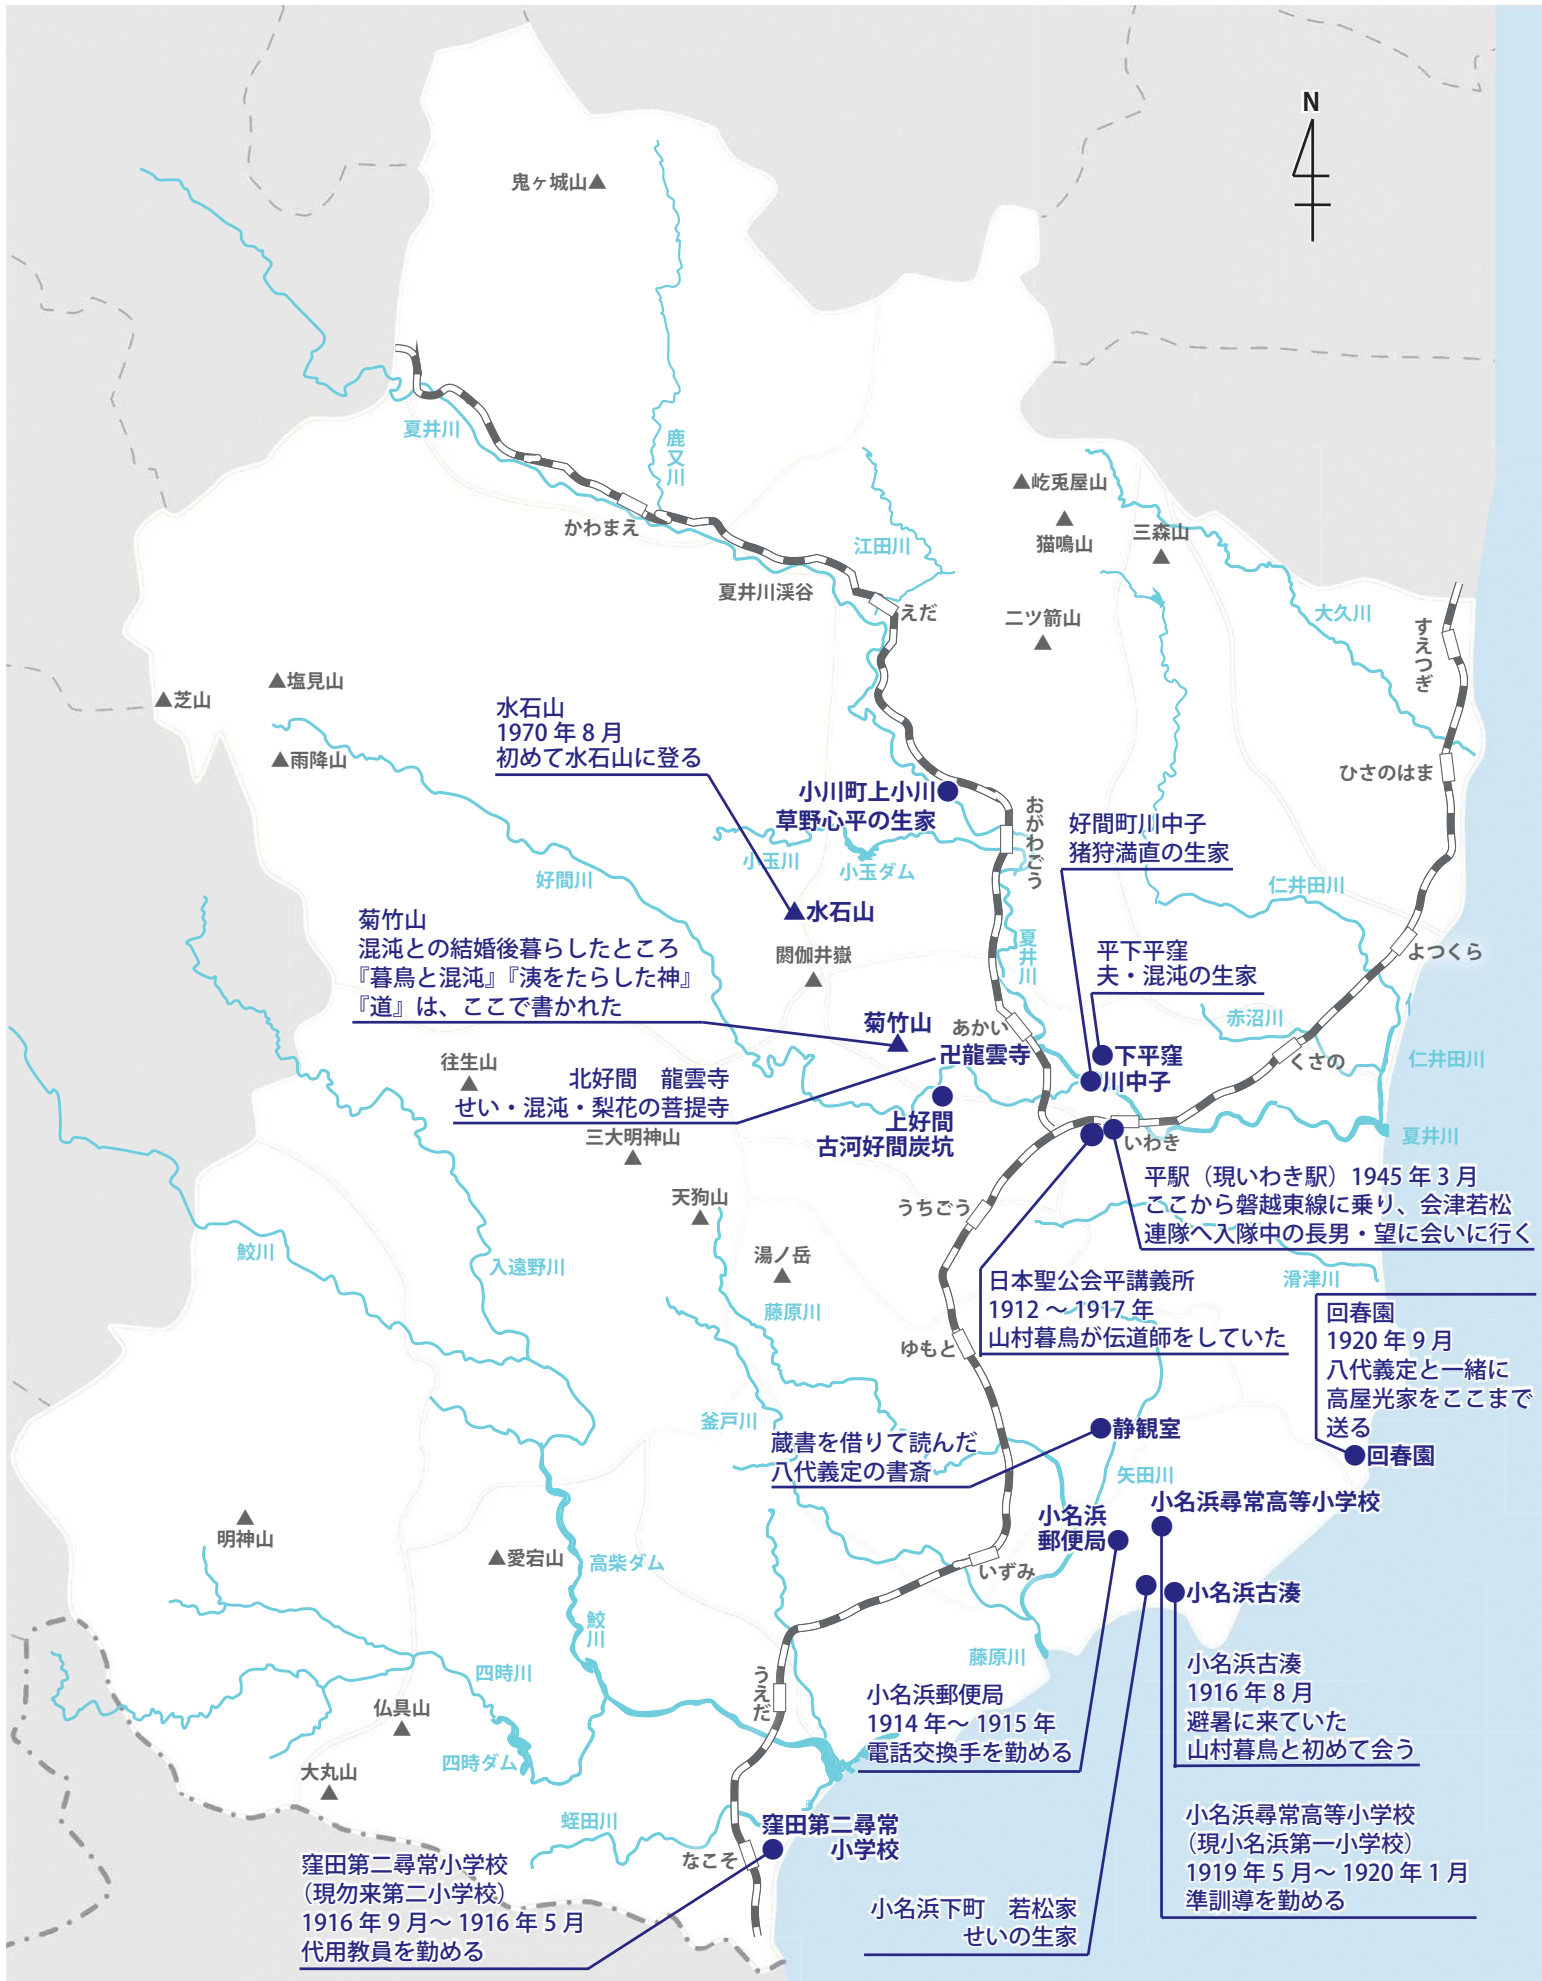 N
鬼ヶ城山▲
夏井川
鹿又川
かわまえ
江田川
夏井川渓谷
えだ
▲屹兎屋山
猫鳴山
三森山
二ツ箭山
大久川
すえつぎ
ひさのはま
▲芝山
▲塩見山
▲雨降山
水石山
1970 年 8 月
初めて水石山に登る
小川町上小川
草野心平の生家
おがわごう
好間町川中子
猪狩満直の生家
小玉川
小玉ダム
好間川
仁井田川
▲水石山
菊竹山
混沌との結婚後暮らしたところ
『暮鳥と混沌』『洟をたらした神』
『道』は、ここで書かれた
閼伽井嶽
夏井川
よつくら
平下平窪
夫・混沌の生家
赤沼川
菊竹山
あかい
卍龍雲寺
下平窪
川中子
くさの
仁井田川
往生山
北好間　龍雲寺
せい・混沌・梨花の菩提寺
上好間
古河好間炭坑
三大明神山
いわき
夏井川
平駅（現いわき駅）1945 年 3 月
ここから磐越東線に乗り、会津若松
連隊へ入隊中の長男・望に会いに行く
天狗山
うちごう
鮫川
入遠野川
湯ノ岳
滑津川
日本聖公会平講義所
1912 ～ 1917 年
山村暮鳥が伝道師をしていた
藤原川
ゆもと
回春園
1920 年 9 月
八代義定と一緒に
高屋光家をここまで
送る
回春園
釜戸川
蔵書を借りて読んだ
八代義定の書斎
静観室
矢田川
小名浜尋常高等小学校
小名浜
郵便局
明神山
▲愛宕山
高柴ダム
いずみ
小名浜古湊
鮫川
藤原川
四時川
うえだ
仏具山
四時ダム
大丸山
小名浜郵便局
1914 年～ 1915 年
電話交換手を勤める
小名浜古湊
1916 年 8 月
避暑に来ていた
山村暮鳥と初めて会う
蛭田川
窪田第二尋常
小学校
なこそ
小名浜尋常高等小学校
（現小名浜第一小学校）
1919 年 5 月～ 1920 年 1 月
準訓導を勤める
窪田第二尋常小学校
（現勿来第二小学校）
1916 年 9 月～ 1916 年 5 月
代用教員を勤める
小名浜下町　若松家
せいの生家